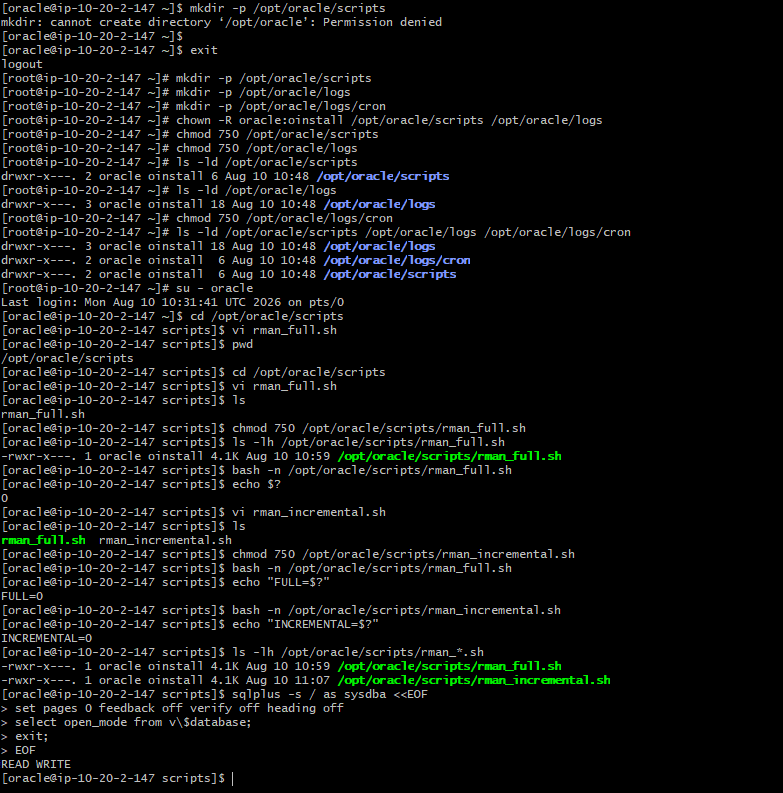 [oracle@ip-10-20-2-147 ~]$ mkdir -p /opt/oracle/scripts
mkdir: cannot create directory ‘/opt/oracle’: Permission denied
[oracle@ip-10-20-2-147 ~]$
[oracle@ip-10-20-2-147 ~]$ exit
logout
[root@ip-10-20-2-147 ~]# mkdir -p /opt/oracle/scripts
[root@ip-10-20-2-147 ~]# mkdir -p /opt/oracle/logs
[root@ip-10-20-2-147 ~]# mkdir -p /opt/oracle/logs/cron
[root@ip-10-20-2-147 ~]# chown -R oracle:oinstall /opt/oracle/scripts /opt/oracle/logs
[root@ip-10-20-2-147 ~]# chmod 750 /opt/oracle/scripts
[root@ip-10-20-2-147 ~]# chmod 750 /opt/oracle/logs
[root@ip-10-20-2-147 ~]# ls -ld /opt/oracle/scripts
drwxr-x---. 2 oracle oinstall 6 Aug 10 10:48 /opt/oracle/scripts
[root@ip-10-20-2-147 ~]# ls -ld /opt/oracle/logs
drwxr-x---. 3 oracle oinstall 18 Aug 10 10:48 /opt/oracle/logs
[root@ip-10-20-2-147 ~]# chmod 750 /opt/oracle/logs/cron
[root@ip-10-20-2-147 ~]# ls -ld /opt/oracle/scripts /opt/oracle/logs /opt/oracle/logs/cron
drwxr-x---. 3 oracle oinstall 18 Aug 10 10:48 /opt/oracle/logs
drwxr-x---. 2 oracle oinstall  6 Aug 10 10:48 /opt/oracle/logs/cron
drwxr-x---. 2 oracle oinstall  6 Aug 10 10:48 /opt/oracle/scripts
[root@ip-10-20-2-147 ~]# su - oracle
Last login: Mon Aug 10 10:31:41 UTC 2026 on pts/0
[oracle@ip-10-20-2-147 ~]$ cd /opt/oracle/scripts
[oracle@ip-10-20-2-147 scripts]$ vi rman_full.sh
[oracle@ip-10-20-2-147 scripts]$ pwd
/opt/oracle/scripts
[oracle@ip-10-20-2-147 scripts]$ cd /opt/oracle/scripts
[oracle@ip-10-20-2-147 scripts]$ vi rman_full.sh
[oracle@ip-10-20-2-147 scripts]$ ls
rman_full.sh
[oracle@ip-10-20-2-147 scripts]$ chmod 750 /opt/oracle/scripts/rman_full.sh
[oracle@ip-10-20-2-147 scripts]$ ls -lh /opt/oracle/scripts/rman_full.sh
-rwxr-x---. 1 oracle oinstall 4.1K Aug 10 10:59 /opt/oracle/scripts/rman_full.sh
[oracle@ip-10-20-2-147 scripts]$ bash -n /opt/oracle/scripts/rman_full.sh
[oracle@ip-10-20-2-147 scripts]$ echo $?
0
[oracle@ip-10-20-2-147 scripts]$ vi rman_incremental.sh
[oracle@ip-10-20-2-147 scripts]$ ls
rman_full.sh  rman_incremental.sh
[oracle@ip-10-20-2-147 scripts]$ chmod 750 /opt/oracle/scripts/rman_incremental.sh
[oracle@ip-10-20-2-147 scripts]$ bash -n /opt/oracle/scripts/rman_full.sh
[oracle@ip-10-20-2-147 scripts]$ echo "FULL=$?"
FULL=0
[oracle@ip-10-20-2-147 scripts]$ bash -n /opt/oracle/scripts/rman_incremental.sh
[oracle@ip-10-20-2-147 scripts]$ echo "INCREMENTAL=$?"
INCREMENTAL=0
[oracle@ip-10-20-2-147 scripts]$ ls -lh /opt/oracle/scripts/rman_*.sh
-rwxr-x---. 1 oracle oinstall 4.1K Aug 10 10:59 /opt/oracle/scripts/rman_full.sh
-rwxr-x---. 1 oracle oinstall 4.1K Aug 10 11:07 /opt/oracle/scripts/rman_incremental.sh
[oracle@ip-10-20-2-147 scripts]$ sqlplus -s / as sysdba <<EOF
> set pages 0 feedback off verify off heading off
> select open_mode from v\$database;
> exit;
> EOF
READ WRITE
[oracle@ip-10-20-2-147 scripts]$